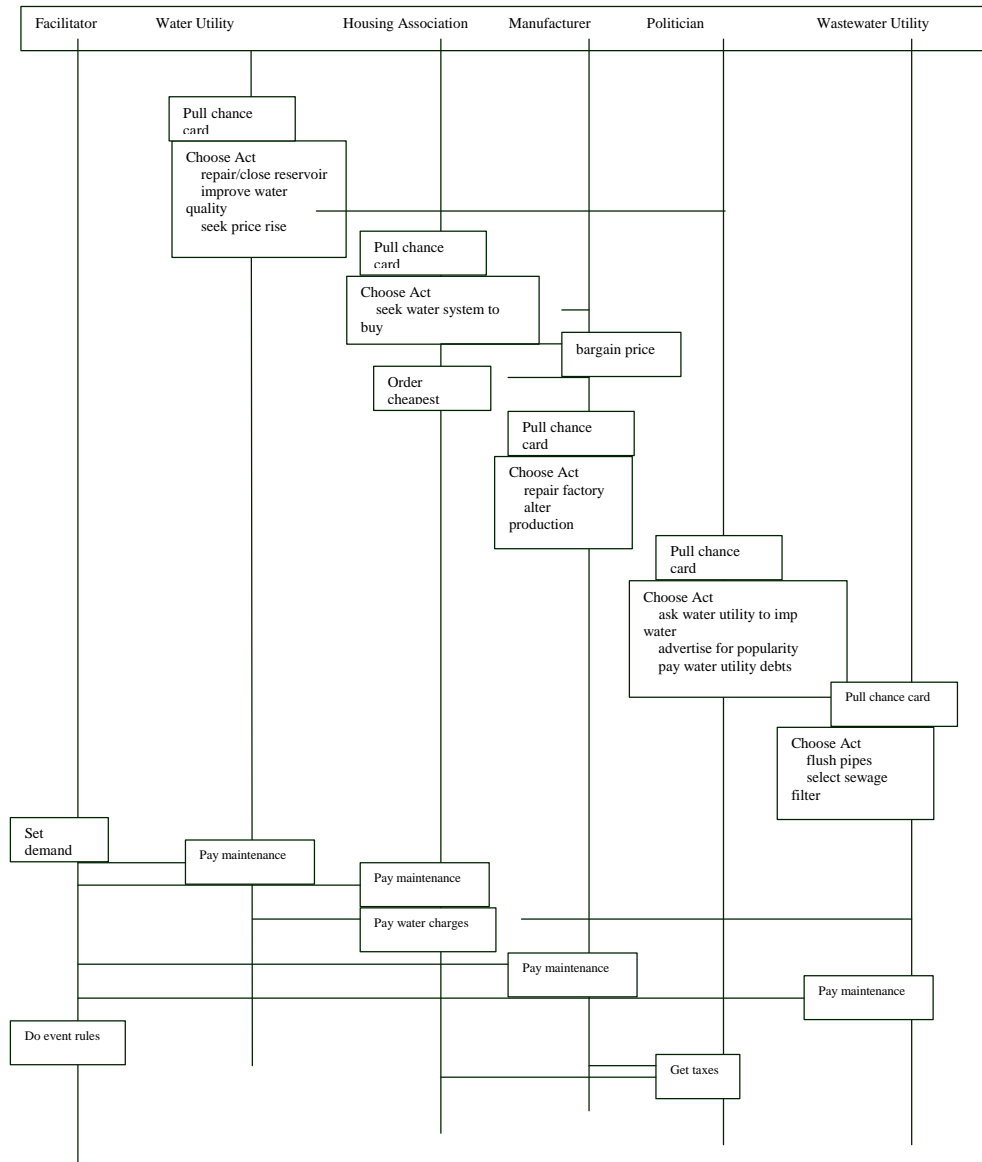 Facilitator Water Utility Housing Association Manufacturer Politician Wastewater Utility
Pull chance
card
Choose Act
repair/close reservoir
improve water
quality
seek price rise
Pull chance
card
Choose Act
seek water system to
buy
bargain price
Order
cheapest
Pull chance
card
Choose Act
repair factory
alter
production
Pull chance
card
Choose Act
ask water utility to imp
water
advertise for popularity
pay water utility debts
Pull chance card
Choose Act
flush pipes
select sewage
filter
Set
demand
Pay maintenance
Pay maintenance
Pay water charges
Pay maintenance
Pay maintenance
Do event rules
Get taxes